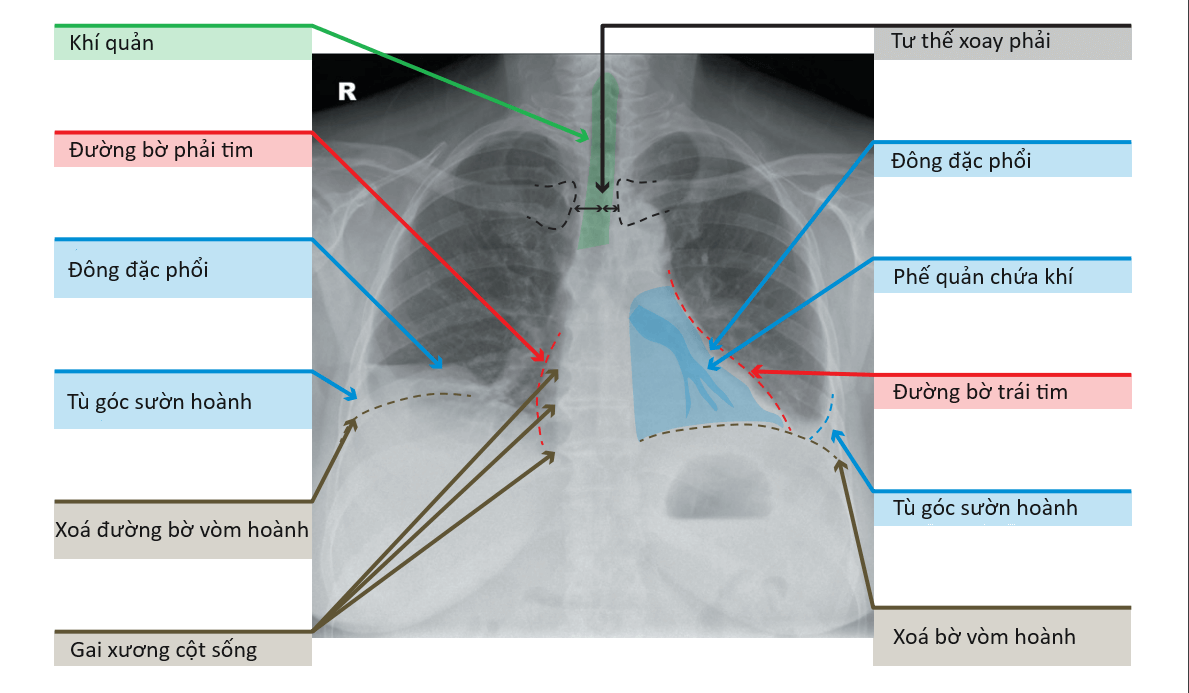 Khí quản
Đường bờ phải tim
Đông đặc phổi
Tù góc sườn hoành
Xoá đường bờ vòm hoành
Gai xương cột sống
R
Tư thế xoay phải
Đông đặc phổi
Phế quản chứa khí
Đường bờ trái tim
Tù góc sườn hoành
Xoá bờ vòm hoành